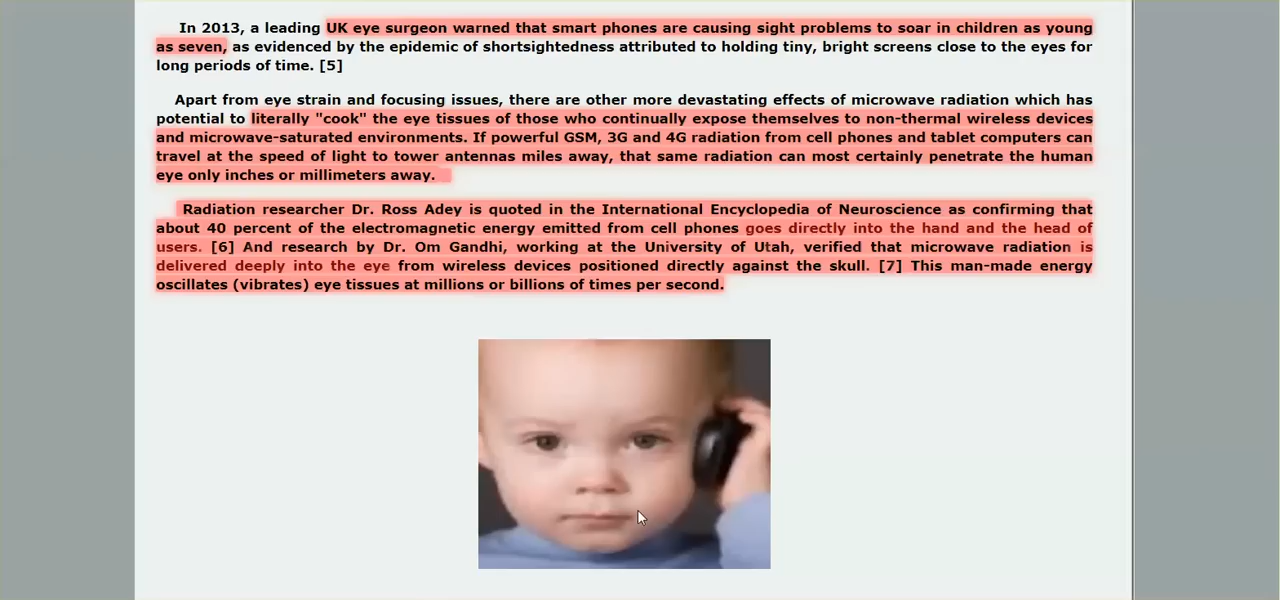 In 2013, a leading UK eye surgeon warned that smart phones are causing sight problems to soar in children as young
as seven, as evidenced by the epidemic of shortsightedness attributed to holding tiny, bright screens close to the eyes for
long periods of time. [5]
Apart from eye strain and focusing issues, there are other more devastating effects of microwave radiation which has
potential to literally "cook" the eye tissues of those who continually expose themselves to non-thermal wireless devices
and microwave-saturated environments. If powerful GSM, 3G and 4G radiation from cell phones and tablet computers can
travel at the speed of light to tower antennas miles away, that same radiation can most certainly penetrate the human
eye only inches or millimeters away.
Radiation researcher Dr. Ross Adey is quoted in the International Encyclopedia of Neuroscience as confirming that
about 40 percent of the electromagnetic energy emitted from cell phones goes directly into the hand and the head of
users. [6] And research by Dr. Om Gandhi, working at the University of Utah, verified that microwave radiation is
delivered deeply into the eye from wireless devices positioned directly against the skull. [7] This man-made energy
oscillates (vibrates) eye tissues at millions or billions of times per second.